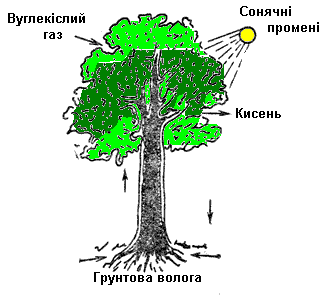 Вуглекіслий
газ
Сонячні
промені
Кисень
Грунтова волога